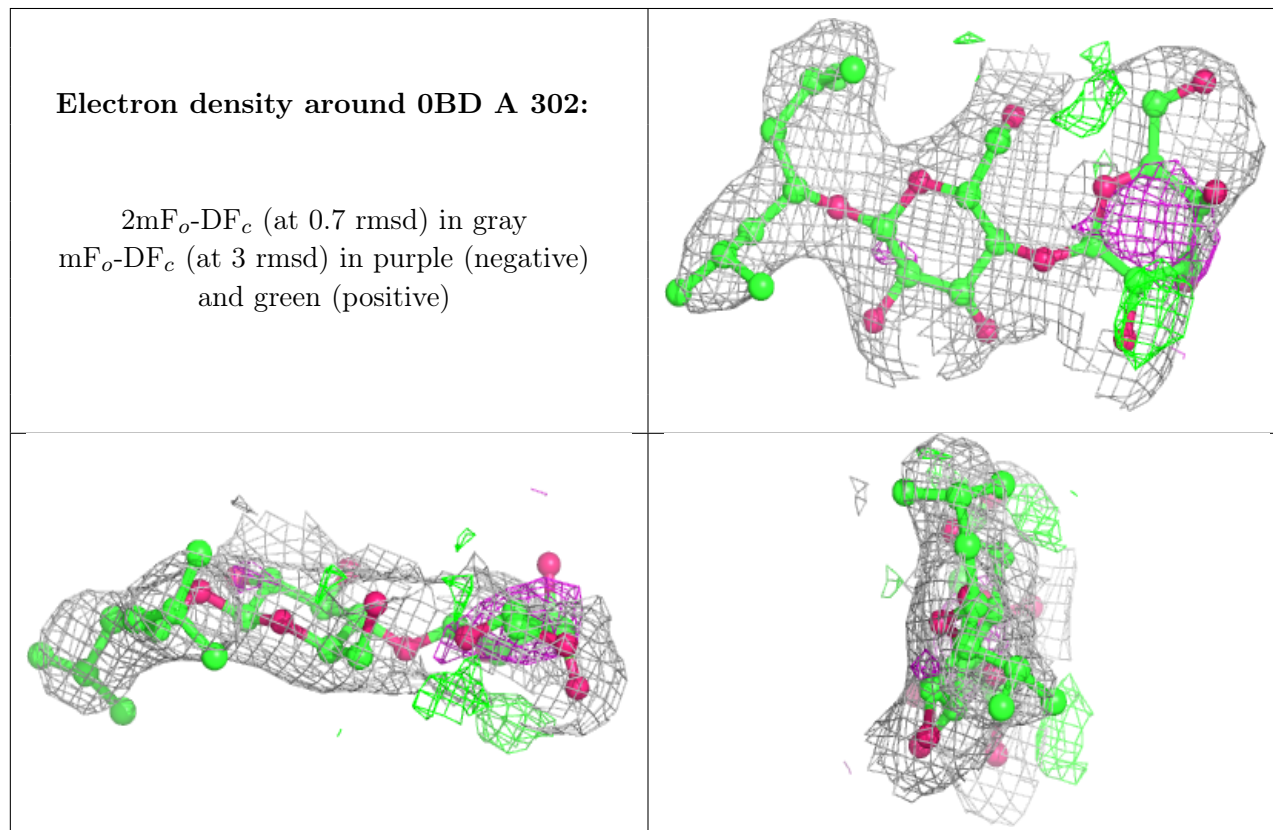 Electron density around 0BD A 302:
2mFₒ-DF𝒸 (at 0.7 rmsd) in gray
mFₒ-DF𝒸 (at 3 rmsd) in purple (negative)
and green (positive)